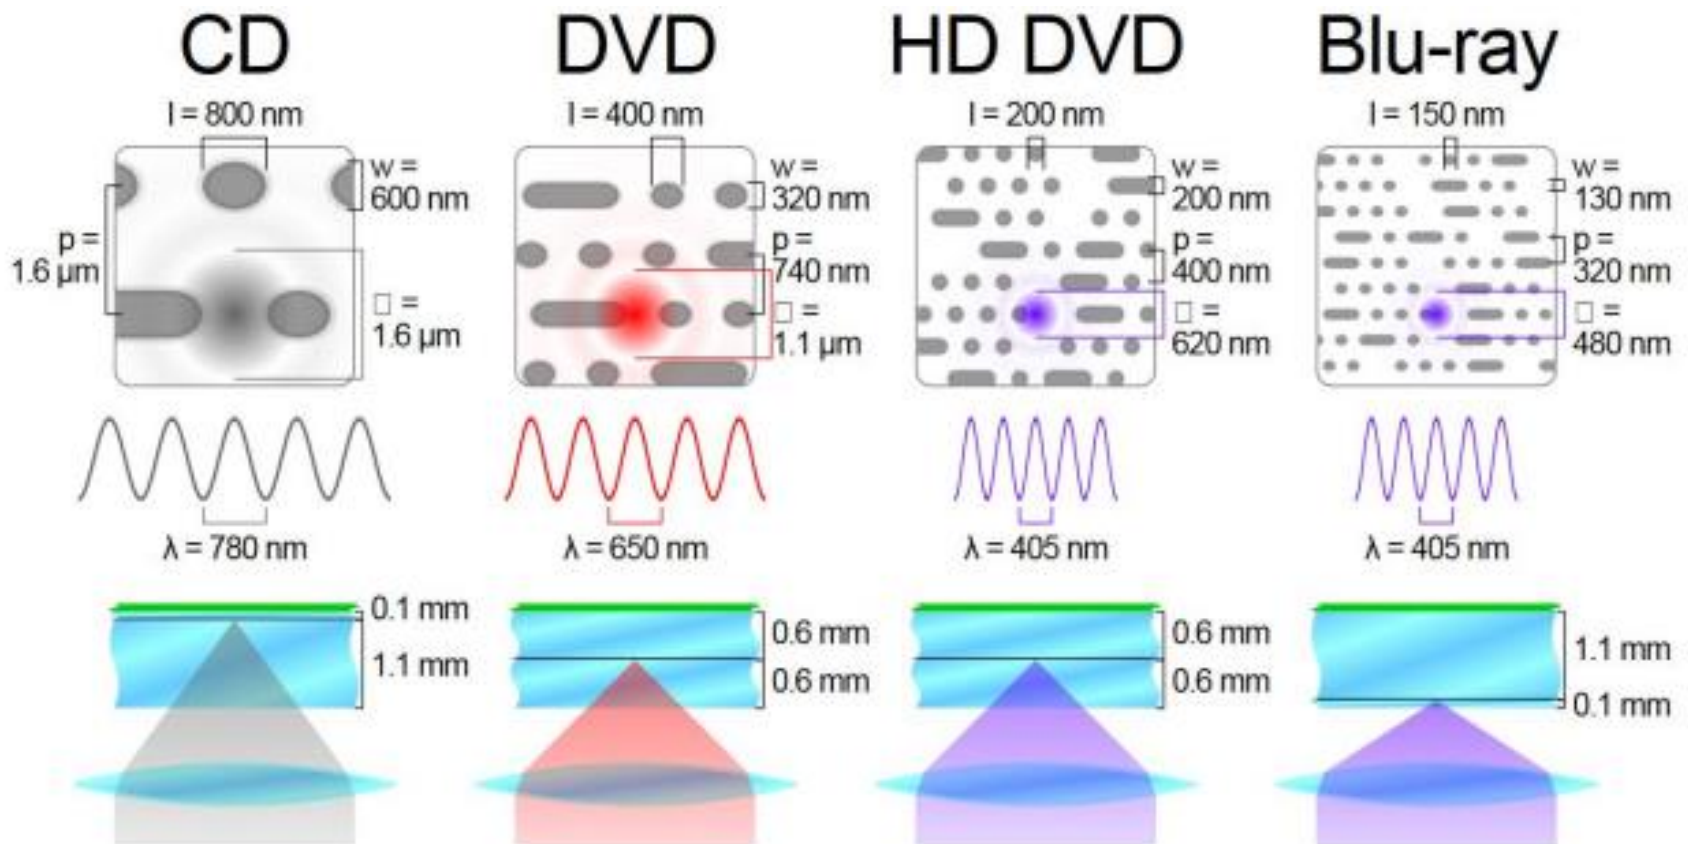 CD
l = 800 nm
w =
600 nm
p =
1.6 µm
□ =
1.6 µm
λ = 780 nm
0.1 mm
1.1 mm
DVD
l = 400 nm
w =
320 nm
p =
740 nm
□ =
1.1 µm
λ = 650 nm
0.6 mm
0.6 mm
HD DVD
l = 200 nm
w =
200 nm
p =
400 nm
□ =
620 nm
λ = 405 nm
0.6 mm
0.6 mm
Blu-ray
l = 150 nm
w =
130 nm
p =
320 nm
□ =
480 nm
λ = 405 nm
1.1 mm
0.1 mm